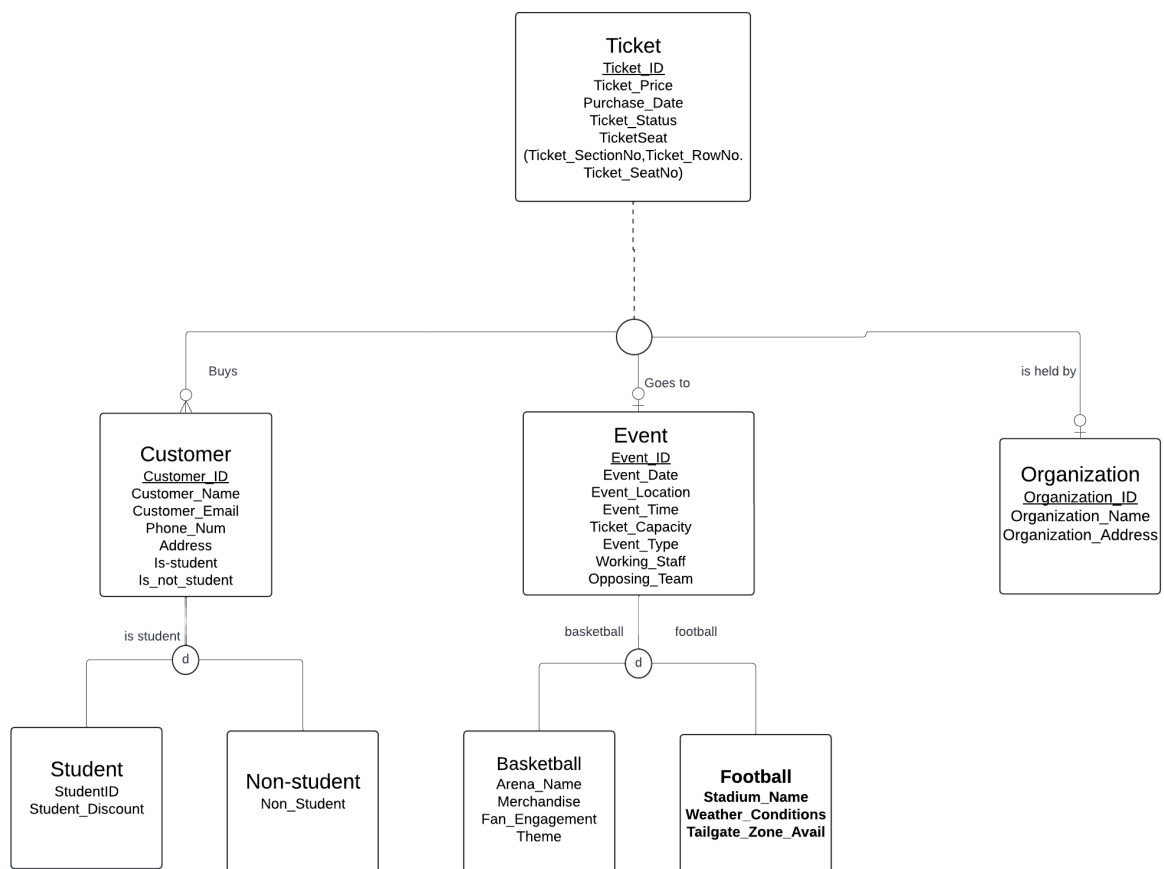 Ticket
Ticket_ID
Ticket_Price
Purchase_Date
Ticket_Status
TicketSeat
(Ticket_SectionNo,Ticket_RowNo.
Ticket_SeatNo)
Buys
Goes to
is held by
Customer
Customer_ID
Customer_Name
Customer_Email
Phone_Num
Address
Is-student
Is_not_student
Event
Event_ID
Event_Date
Event_Location
Event_Time
Ticket_Capacity
Event_Type
Working_Staff
Opposing_Team
Organization
Organization_ID
Organization_Name
Organization_Address
is student
d
basketball
football
d
Student
StudentID
Student_Discount
Non-student
Non_Student
Basketball
Arena_Name
Merchandise
Fan_Engagement
Theme
Football
Stadium_Name
Weather_Conditions
Tailgate_Zone_Avail